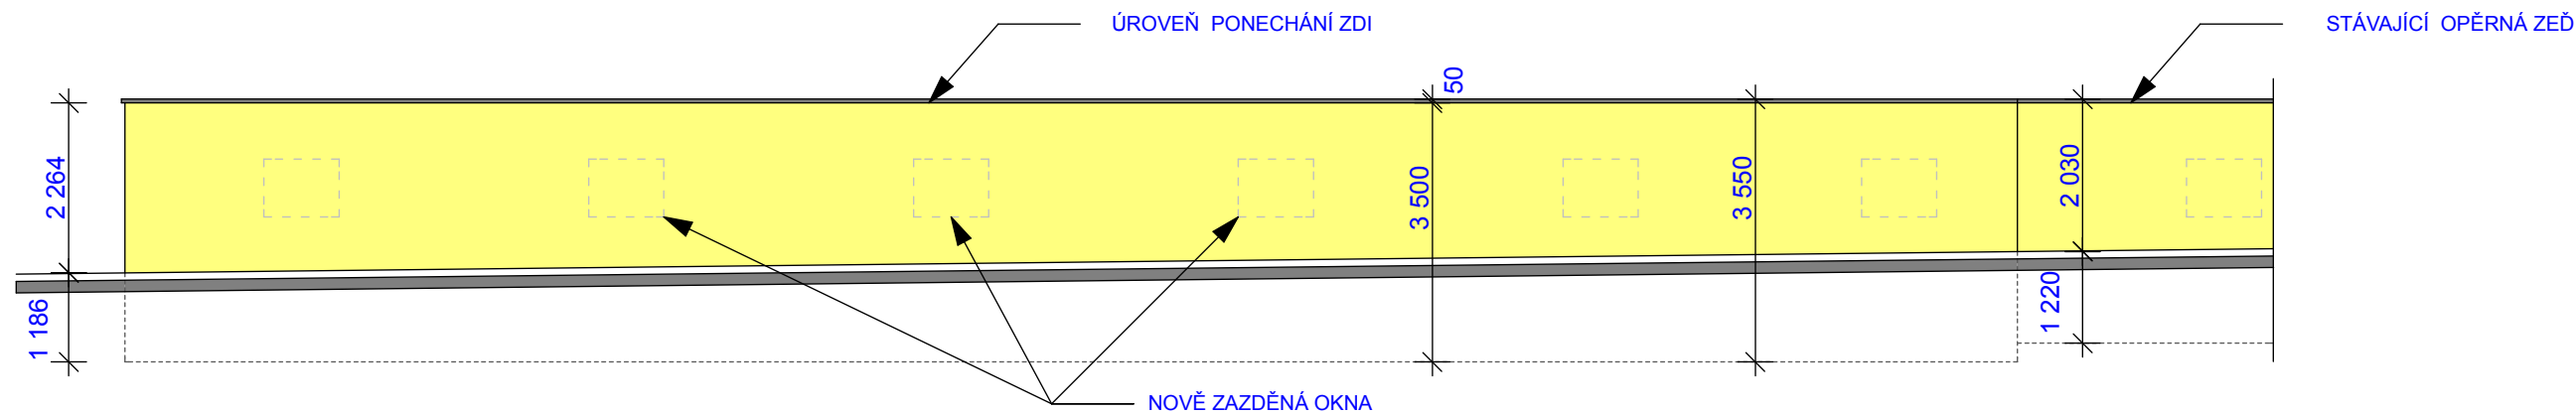 ÚROVEŇ PONECHÁNÍ ZDI
STÁVAJÍCÍ OPĚRNÁ ZEĎ
50
2 264
3 500
3 550
2 030
1 186
1 220
NOVĚ ZAZDĚNÁ OKNA